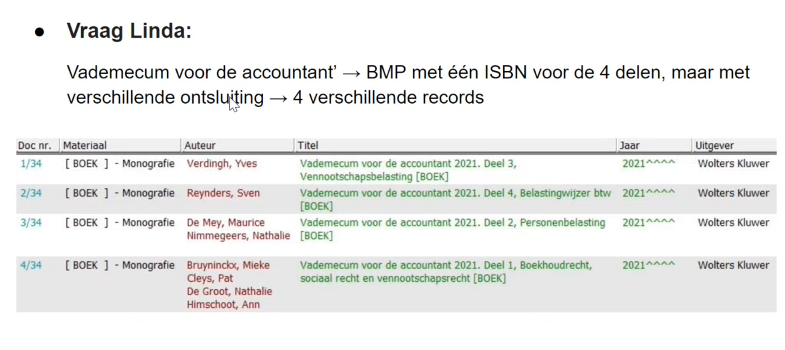 ● Vraag Linda:
Vademecum voor de accountant’ → BMP met één ISBN voor de 4 delen, maar met
verschillende ontsluiting → 4 verschillende records
Doc nr. Materiaal Auteur Titel Jaar Uitgever
1/34 [ BOEK ] - Monografie Verdingh, Yves Vademecum voor de accountant 2021. Deel 3, 2021^^^^ Wolters Kluwer
Vennootschapsbelasting [BOEK]
2/34 [ BOEK ] - Monografie Reynders, Sven Vademecum voor de accountant 2021. Deel 4, Belastingwijzer btw 2021^^^^ Wolters Kluwer
[BOEK]
3/34 [ BOEK ] - Monografie De Mey, Maurice Vademecum voor de accountant 2021. Deel 2, Personenbelasting 2021^^^^ Wolters Kluwer
Nimmegeers, Nathalie [BOEK]
4/34 [ BOEK ] - Monografie Bruyninckx, Mieke Vademecum voor de accountant 2021. Deel 1, Boekhoudrecht, 2021^^^^ Wolters Kluwer
Cleys, Pat sociaal recht en vennootschapsrecht [BOEK]
De Groot, Nathalie
Himschoot, Ann